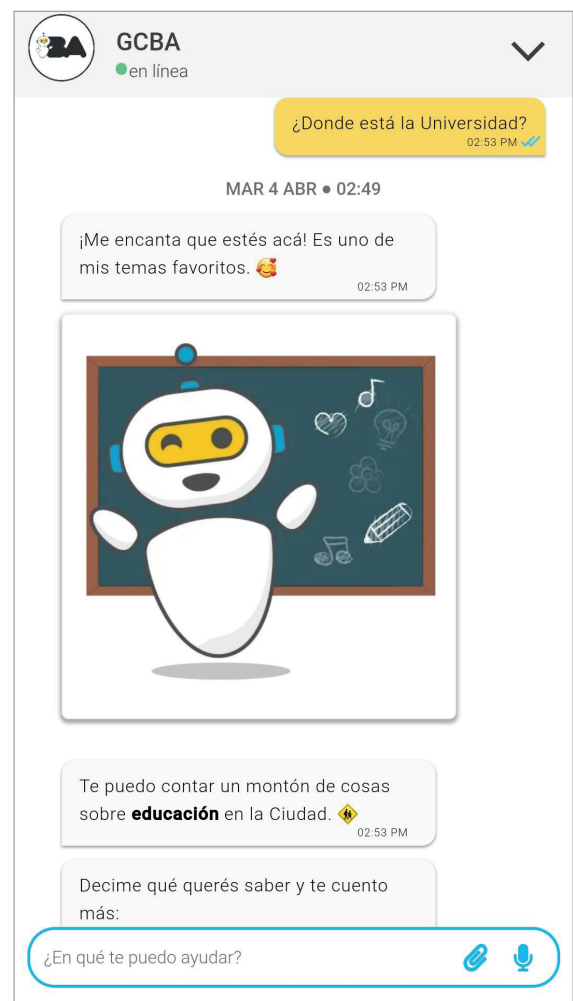 BA
GCBA
en línea
¿Donde está la Universidad?
02:53 PM
MAR 4 ABR ● 02:49
¡Me encanta que estés acá! Es uno de
mis temas favoritos. 🥰
02:53 PM
Te puedo contar un montón de cosas
sobre educación en la Ciudad. 🚸
02:53 PM
Decime qué querés saber y te cuento
más:
¿En qué te puedo ayudar?